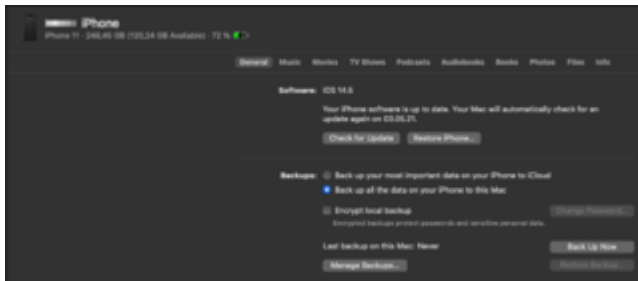 iPhone
iPhone 11 · 246,45 GB (120,24 GB Available) · 72 %
General Music Movies TV Shows Podcasts Audiobooks Books Photos Files Info
Software: iOS 14.6
Your iPhone software is up to date. Your Mac will automatically check for an
update again on 03.06.21.
Check for Update Restore iPhone...
Backups: Back up your most important data on your iPhone to iCloud
Back up all the data on your iPhone to this Mac
Encrypt local backup Change Password...
Encrypted backups protect passwords and sensitive personal data.
Last backup on this Mac: Never Back Up Now
Manage Backups... Restore Backup...